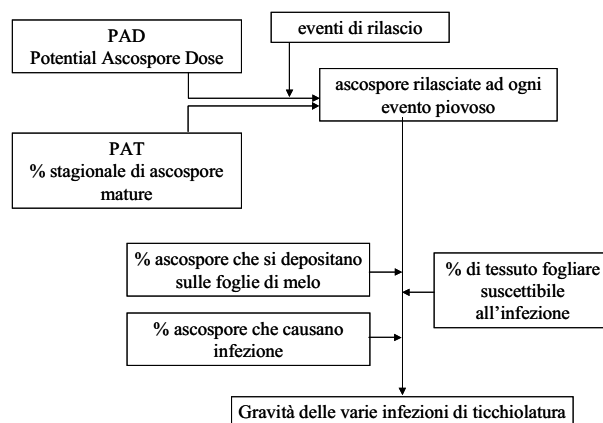 PAD
Potential Ascospore Dose
eventi di rilascio
ascospore rilasciate ad ogni
evento piovoso
PAT
% stagionale di ascospore
mature
% ascospore che si depositano
sulle foglie di melo
% di tessuto fogliare
suscettibile
all'infezione
% ascospore che causano
infezione
Gravità delle varie infezioni di ticchiolatura